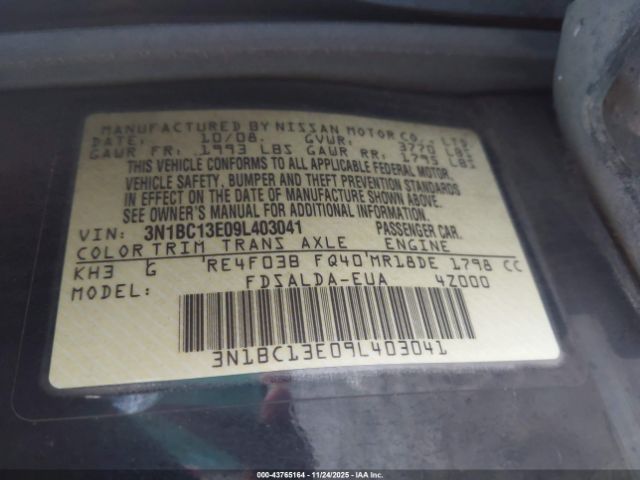 MANUFACTURED BY NISSAN MOTOR CO., LTD.
DATE: 10/08 GVWR: 3770 LBS
GAWR FR: 1993 LBS GAWR RR: 1795 LBS
THIS VEHICLE CONFORMS TO ALL APPLICABLE FEDERAL MOTOR
VEHICLE SAFETY, BUMPER AND THEFT PREVENTION STANDARDS
IN EFFECT ON THE DATE OF MANUFACTURE SHOWN ABOVE.
SEE OWNER'S MANUAL FOR ADDITIONAL INFORMATION.
VIN: 3N1BC13E09L403041 PASSENGER CAR.
COLOR TRIM TRANS AXLE ENGINE
KH3 G RE4F03B FQ40 MR18DE 1798 CC
MODEL: FDSALDA-EUA 4Z000
3N1BC13E09L403041
000-43765164 - 11/24/2025 - IAA INC.